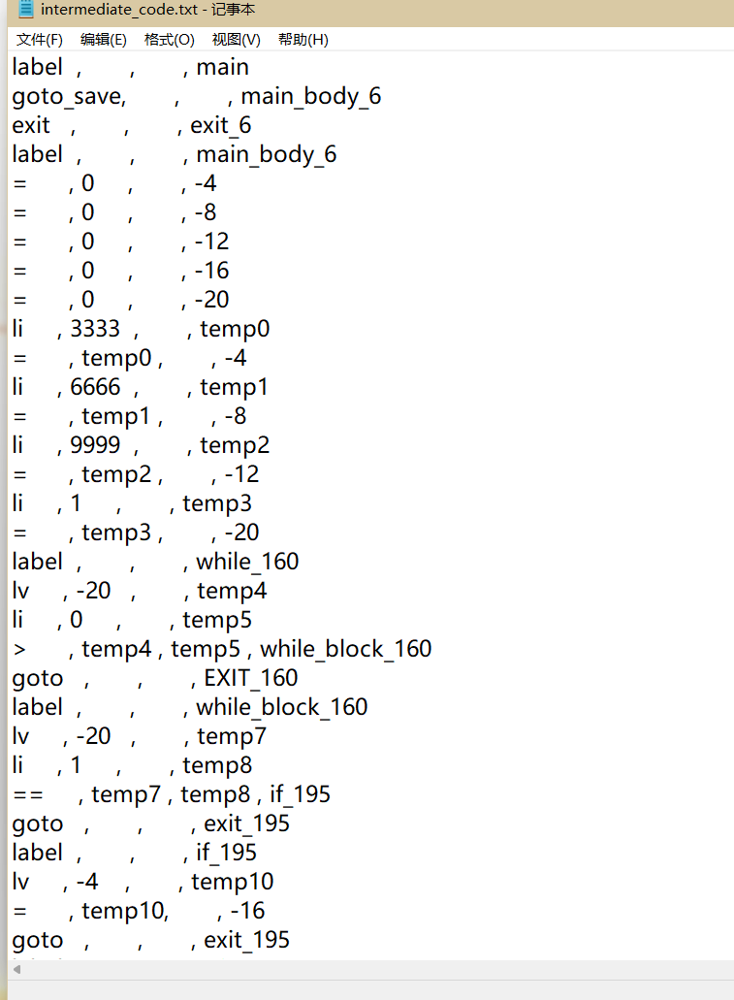 intermediate_code.txt - 记事本
文件(F) 编辑(E) 格式(O) 视图(V) 帮助(H)
label , , , main
goto_save, , , main_body_6
exit , , , exit_6
label , , , main_body_6
= , 0 , , -4
= , 0 , , -8
= , 0 , , -12
= , 0 , , -16
= , 0 , , -20
li , 3333 , , temp0
= , temp0 , , -4
li , 6666 , , temp1
= , temp1 , , -8
li , 9999 , , temp2
= , temp2 , , -12
li , 1 , , temp3
= , temp3 , , -20
label , , , while_160
lv , -20 , , temp4
li , 0 , , temp5
> , temp4 , temp5 , while_block_160
goto , , , EXIT_160
label , , , while_block_160
lv , -20 , , temp7
li , 1 , , temp8
== , temp7 , temp8 , if_195
goto , , , exit_195
label , , , if_195
lv , -4 , , temp10
= , temp10, , -16
goto , , , exit_195